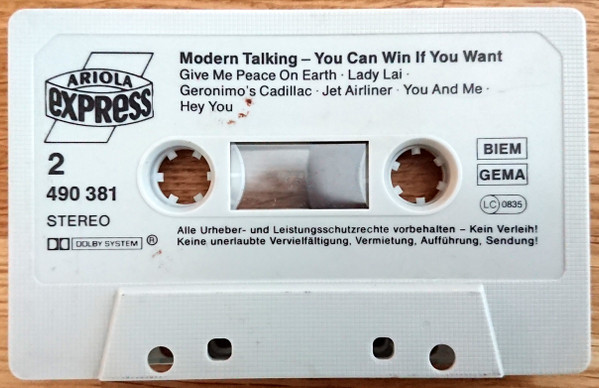 ARIOLA
express
Modern Talking – You Can Win If You Want
Give Me Peace On Earth · Lady Lai ·
Geronimo's Cadillac · Jet Airliner · You And Me ·
Hey You
2
490 381
STEREO
DOLBY SYSTEM ®
BIEM
GEMA
LC 0835
Alle Urheber- und Leistungsschutzrechte vorbehalten – Kein Verleih!
Keine unerlaubte Vervielfältigung, Vermietung, Aufführung, Sendung!